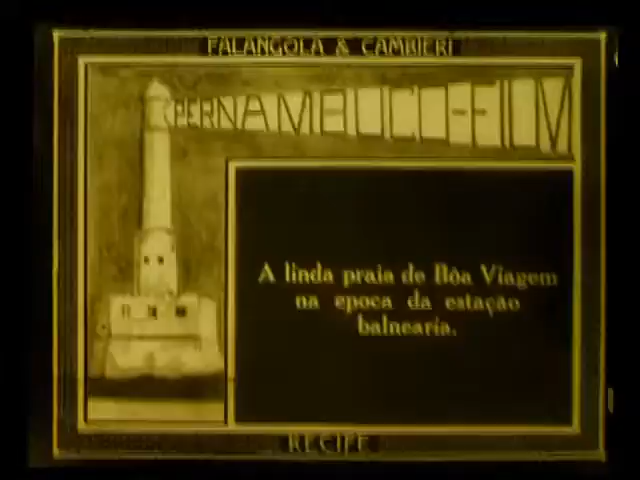 FALANGOLA & CAMBIERI
PERNAMBUCO-FILM
A linda praia de Bôa Viagem
na epoca da estação
balnearia.
RECIFE